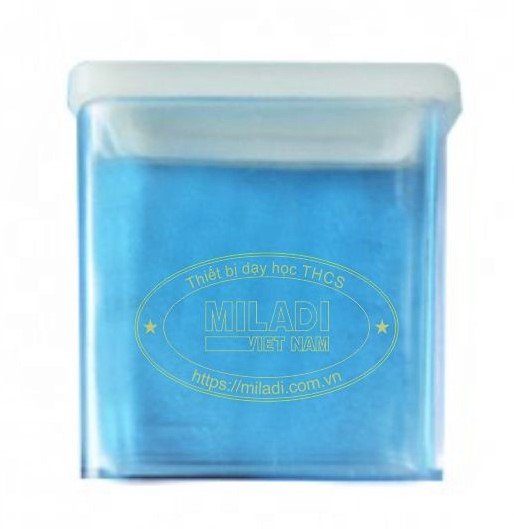 Thiết bị dạy học THCS
MILADI
VIET NAM
https://miladi.com.vn